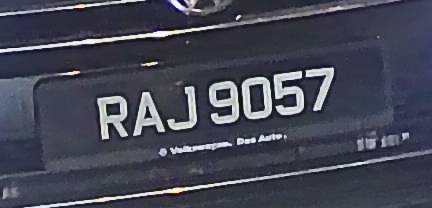 RAJ 9057
© Volkswagen. Das Auto.